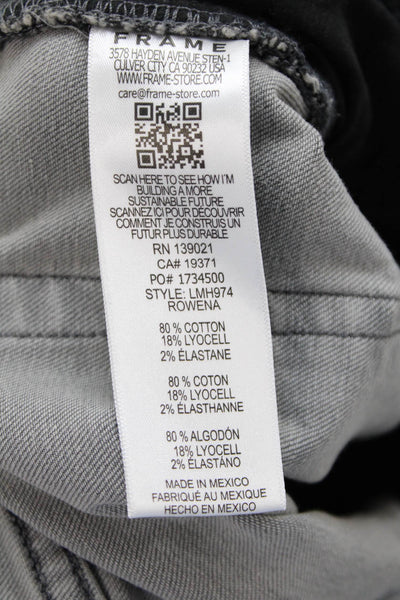 FRAME
3578 HAYDEN AVENUE STEN-1
CULVER CITY CA 90232 USA
WWW.FRAME-STORE.COM
care@frame-store.com
SCAN HERE TO SEE HOW I'M
BUILDING A MORE
SUSTAINABLE FUTURE
SCANNEZ ICI POUR DÉCOUVRIR
COMMENT JE CONSTRUIS UN
FUTUR PLUS DURABLE
RN 139021
CA# 19371
PO# 1734500
STYLE: LMH974
ROWENA
80 % COTTON
18% LYOCELL
2% ÉLASTANE
80 % COTON
18% LYOCELL
2% ÉLASTHANNE
80 % ALGODÓN
18% LYOCELL
2% ELASTANO
MADE IN MEXICO
FABRIQUÉ AU MEXIQUE
HECHO EN MEXICO